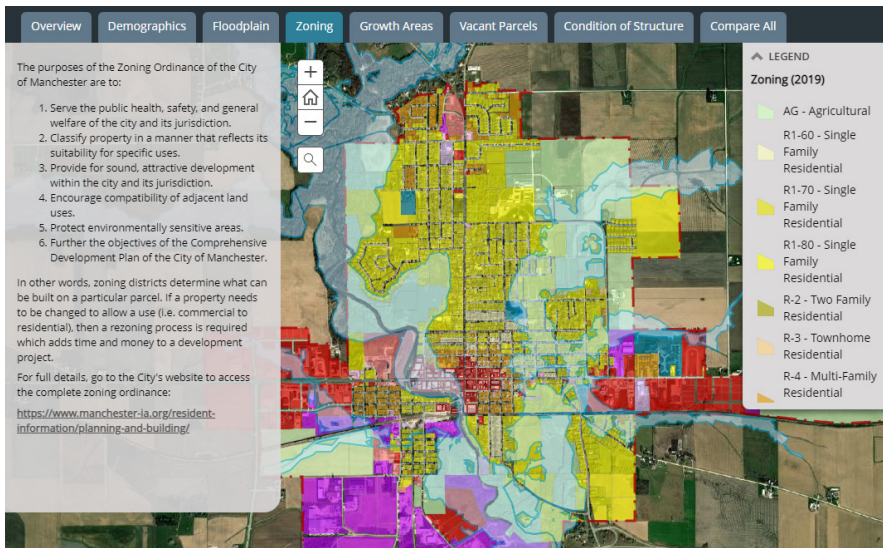 Overview Demographics Floodplain Zoning Growth Areas Vacant Parcels Condition of Structure Compare All
The purposes of the Zoning Ordinance of the City
of Manchester are to:
1. Serve the public health, safety, and general
welfare of the city and its jurisdiction.
2. Classify property in a manner that reflects its
suitability for specific uses.
3. Provide for sound, attractive development
within the city and its jurisdiction.
4. Encourage compatibility of adjacent land
uses.
5. Protect environmentally sensitive areas.
6. Further the objectives of the Comprehensive
Development Plan of the City of Manchester.
In other words, zoning districts determine what can
be built on a particular parcel. If a property needs
to be changed to allow a use (i.e. commercial to
residential), then a rezoning process is required
which adds time and money to a development
project.
For full details, go to the City's website to access
the complete zoning ordinance:
https://www.manchester-ia.org/resident-
information/planning-and-building/
LEGEND
Zoning (2019)
AG - Agricultural
R1-60 - Single
Family
Residential
R1-70 - Single
Family
Residential
R1-80 - Single
Family
Residential
R-2 - Two Family
Residential
R-3 - Townhome
Residential
R-4 - Multi-Family
Residential